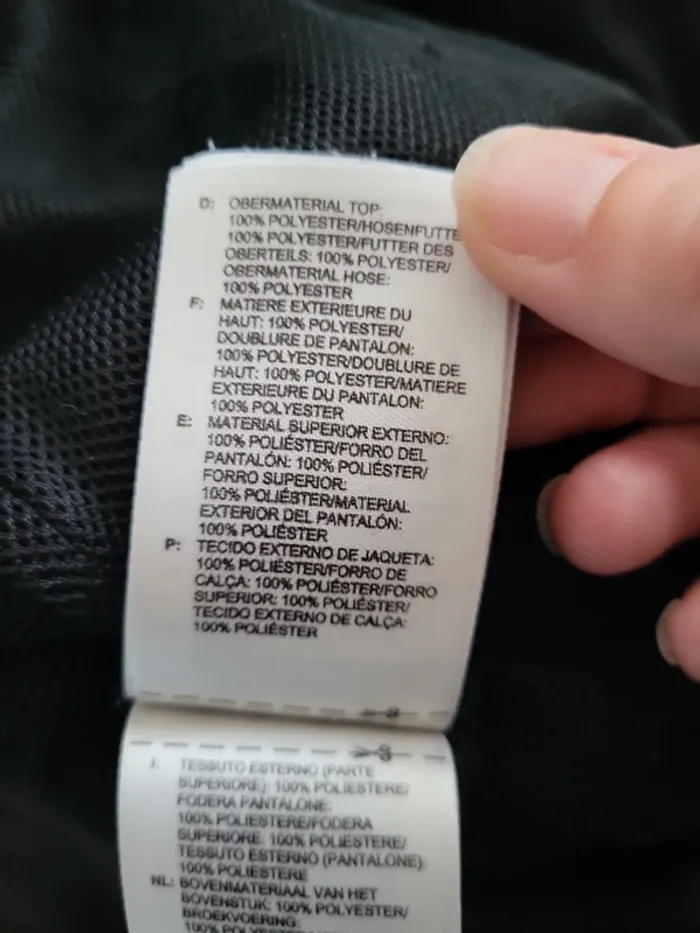 D: OBERMATERIAL TOP:
100% POLYESTER/HOSENFUTTE
100% POLYESTER/FUTTER DES
OBERTEILS: 100% POLYESTER/
OBERMATERIAL HOSE:
100% POLYESTER
F: MATIERE EXTERIEURE DU
HAUT: 100% POLYESTER/
DOUBLURE DE PANTALON:
100% POLYESTER/DOUBLURE DE
HAUT: 100% POLYESTER/MATIERE
EXTERIEURE DU PANTALON:
100% POLYESTER
E: MATERIAL SUPERIOR EXTERNO:
100% POLIÉSTER/FORRO DEL
PANTALÓN: 100% POLIÉSTER/
FORRO SUPERIOR:
100% POLIÉSTER/MATERIAL
EXTERIOR DEL PANTALÓN:
100% POLIÉSTER
P: TECIDO EXTERNO DE JAQUETA:
100% POLIÉSTER/FORRO DE
CALÇA: 100% POLIÉSTER/FORRO
SUPERIOR: 100% POLIÉSTER/
TECIDO EXTERNO DE CALÇA:
100% POLIÉSTER
I: TESSUTO ESTERNO (PARTE
SUPERIORE): 100% POLIESTERE/
FODERA PANTALONE:
100% POLIESTERE/FODERA
SUPERIORE: 100% POLIESTERE/
TESSUTO ESTERNO (PANTALONE):
100% POLIESTERE
NL: BOVENMATERIAAL VAN HET
BOVENSTUK: 100% POLYESTER/
BROEKVOERING:
100% POLYESTER/